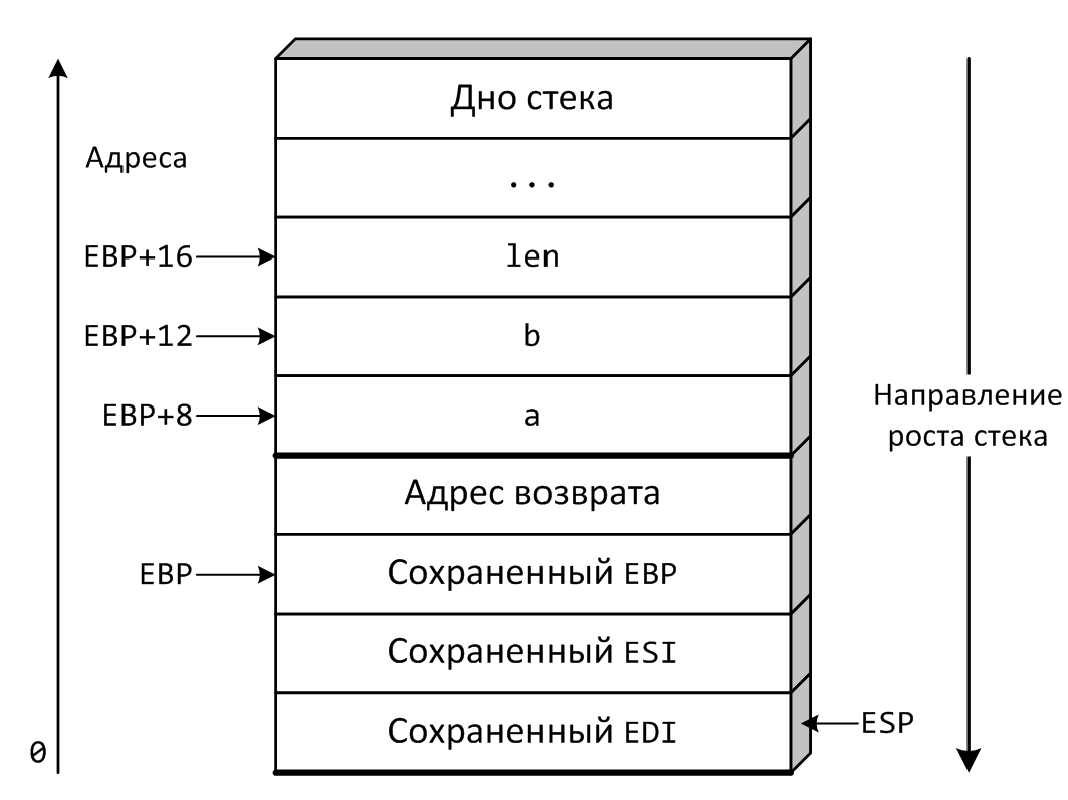 Дно стека
Адреса
...
EBP+16
len
EBP+12
b
EBP+8
a
Направление
роста стека
Адрес возврата
EBP
Сохраненный EBP
Сохраненный ESI
Сохраненный EDI
ESP
0